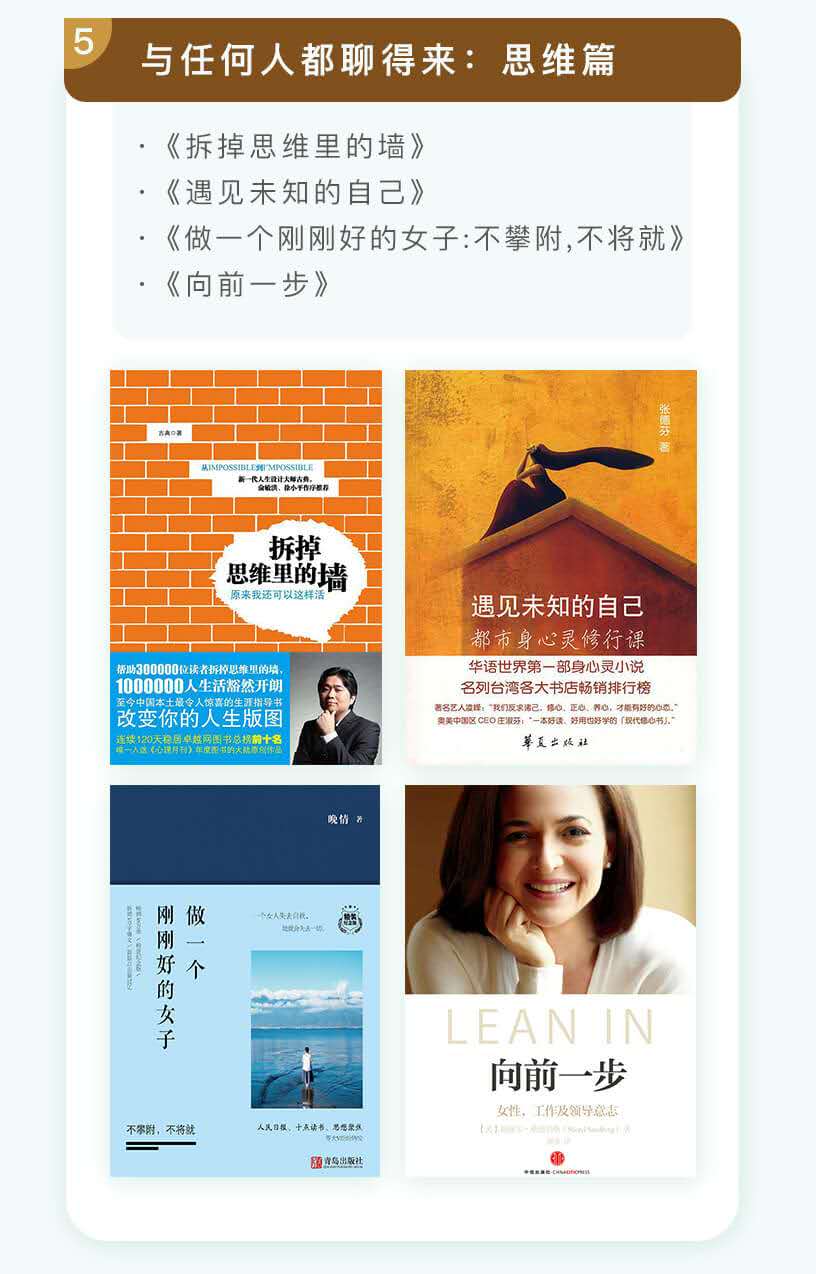 5
与任何人都聊得来：思维篇
·《拆掉思维里的墙》
·《遇见未知的自己》
·《做一个刚刚好的女子:不攀附,不将就》
·《向前一步》
古典◎著
从IMPOSSIBLE到I'MPOSSIBLE
新一代人生设计大师古典，
俞敏洪、徐小平作序推荐
拆掉
思维里的墙
原来我还可以这样活
帮助300000位读者拆掉思维里的墙，
1000000人生活豁然开朗
至今中国本土最令人惊喜的生涯指导书
改变你的人生版图
连续120天稳居卓越网图书总榜前十名
唯一入选《心理月刊》年度图书的大陆原创作品
张德芬 著
遇见未知的自己
都市身心灵修行课
华语世界第一部身心灵小说
名列台湾各大书店畅销排行榜
著名艺人凌峰：“我们反求诸己，修心、正心、养心，才能有好的心态。”
奥美中国区CEO庄淑芬：“一本好读、好用也好学的「现代修心书」。”
华夏出版社
晚情 著
做一个
刚刚好的女子
一个女人失去自我，
她就会失去一切。
精装
纪念版
不攀附，不将就
人民日报、十点读书、思想聚焦
青岛出版社
LEAN IN
向前一步
女性，工作及领导意志
中信出版社·CHINACITICPRESS